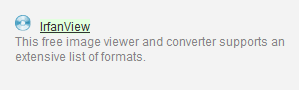 IrfanView
This free image viewer and converter supports an
extensive list of formats.